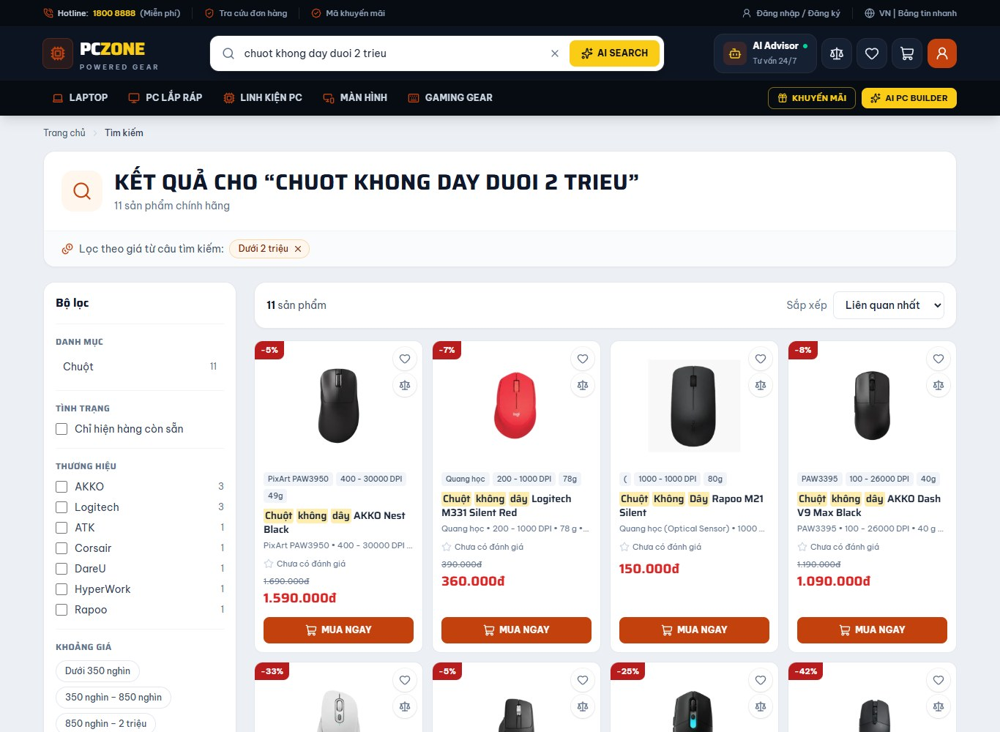 Hotline: 1800 8888 (Miễn phí)
Tra cứu đơn hàng
Mã khuyến mãi
Đăng nhập / Đăng ký
VN | Bảng tin nhanh
PCZONE
POWERED GEAR
chuot khong day duoi 2 trieu
AI SEARCH
AI Advisor
Tư vấn 24/7
LAPTOP
PC LẮP RÁP
LINH KIỆN PC
MÀN HÌNH
GAMING GEAR
KHUYẾN MÃI
AI PC BUILDER
Trang chủ
Tìm kiếm
KẾT QUẢ CHO “CHUOT KHONG DAY DUOI 2 TRIEU”
11 sản phẩm chính hãng
Lọc theo giá từ câu tìm kiếm:
Dưới 2 triệu
Bộ lọc
DANH MỤC
Chuột 11
TÌNH TRẠNG
Chỉ hiện hàng còn sẵn
THƯƠNG HIỆU
AKKO 3
Logitech 3
ATK 1
Corsair 1
DareU 1
HyperWork 1
Rapoo 1
KHOẢNG GIÁ
Dưới 350 nghìn
350 nghìn – 850 nghìn
850 nghìn – 2 triệu
11 sản phẩm
Sắp xếp
Liên quan nhất
-5%
PixArt PAW3950
400 - 30000 DPI
49g
Chuột không dây AKKO Nest
Black
PixArt PAW3950 • 400 - 30000 DPI ...
Chưa có đánh giá
1.690.000đ
1.590.000đ
MUA NGAY
-7%
Quang học
200 - 1000 DPI
78g
Chuột không dây Logitech
M331 Silent Red
Quang học • 200 - 1000 DPI • 78 g •...
Chưa có đánh giá
390.000đ
360.000đ
MUA NGAY
(
1000 - 1000 DPI
80g
Chuột Không Dây Rapoo M21
Silent
Quang học (Optical Sensor) • 1000 ...
Chưa có đánh giá
150.000đ
MUA NGAY
-8%
PAW3395
100 - 26000 DPI
40g
Chuột không dây AKKO Dash
V9 Max Black
PAW3395 • 100 - 26000 DPI • 40 g ...
Chưa có đánh giá
1.190.000đ
1.090.000đ
MUA NGAY
-33%
-5%
-25%
-42%